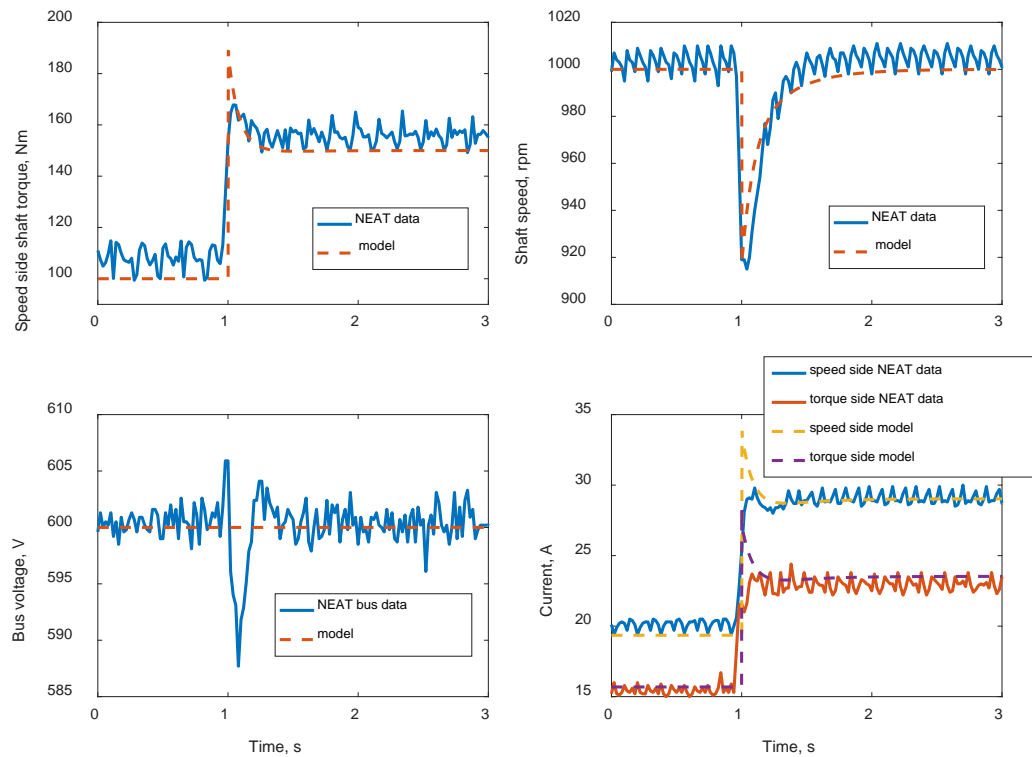 200
180
160
140
120
100
Speed side shaft torque, Nm
NEAT data
model
0
1
2
3
1020
1000
980
960
940
920
900
Shaft speed, rpm
NEAT data
model
0
1
2
3
610
605
600
595
590
585
Bus voltage, V
NEAT bus data
model
0
1
2
3
Time, s
speed side NEAT data
torque side NEAT data
speed side model
torque side model
35
30
25
20
15
Current, A
0
1
2
3
Time, s